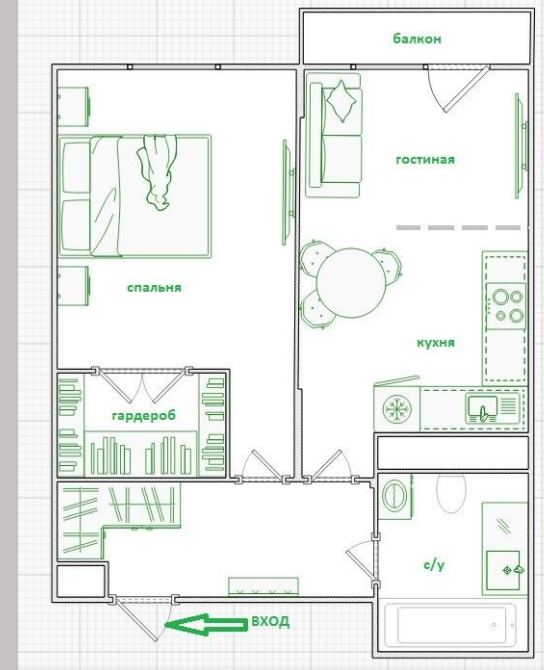 балкон
гостиная
спальня
кухня
гардероб
с/у
ВХОД